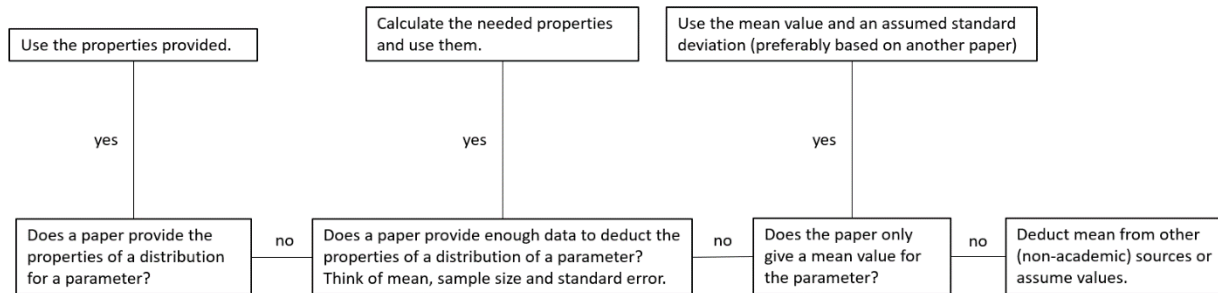 Use the properties provided.
Calculate the needed properties
and use them.
Use the mean value and an assumed standard
deviation (preferably based on another paper)
yes
yes
yes
Does a paper provide the
properties of a distribution
for a parameter?
no
Does a paper provide enough data to deduct the
properties of a distribution of a parameter?
Think of mean, sample size and standard error.
no
Does the paper only
give a mean value for
the parameter?
no
Deduct mean from other
(non-academic) sources or
assume values.